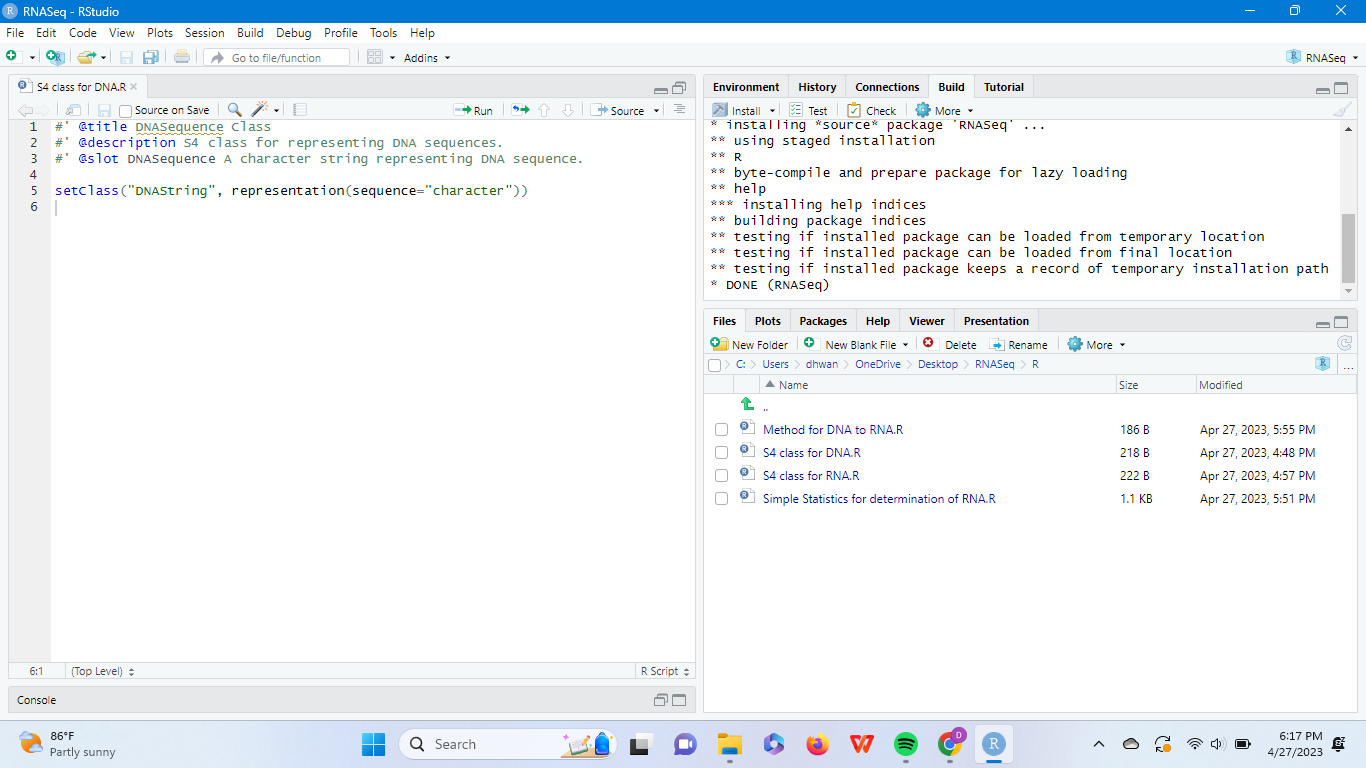 RNASeq - RStudio
File Edit Code View Plots Session Build Debug Profile Tools Help
Go to file/function Addins RNASeq
S4 class for DNA.R
Source on Save Run Source
1 #' @title DNASequence Class
2 #' @description S4 class for representing DNA sequences.
3 #' @slot DNASequence A character string representing DNA sequence.
4
5 setClass("DNAString", representation(sequence="character"))
6
6:1 (Top Level) R Script
Console
Environment History Connections Build Tutorial
Install Test Check More
* installing *source* package 'RNASeq' ...
** using staged installation
** R
** byte-compile and prepare package for lazy loading
** help
*** installing help indices
** building package indices
** testing if installed package can be loaded from temporary location
** testing if installed package can be loaded from final location
** testing if installed package keeps a record of temporary installation path
* DONE (RNASeq)
Files Plots Packages Help Viewer Presentation
New Folder New Blank File Delete Rename More
C: Users dhwan OneDrive Desktop RNASeq R ...
Name Size Modified
..
Method for DNA to RNA.R 186 B Apr 27, 2023, 5:55 PM
S4 class for DNA.R 218 B Apr 27, 2023, 4:48 PM
S4 class for RNA.R 222 B Apr 27, 2023, 4:57 PM
Simple Statistics for determination of RNA.R 1.1 KB Apr 27, 2023, 5:51 PM
86°F
Partly sunny
Search
D
6:17 PM
4/27/2023